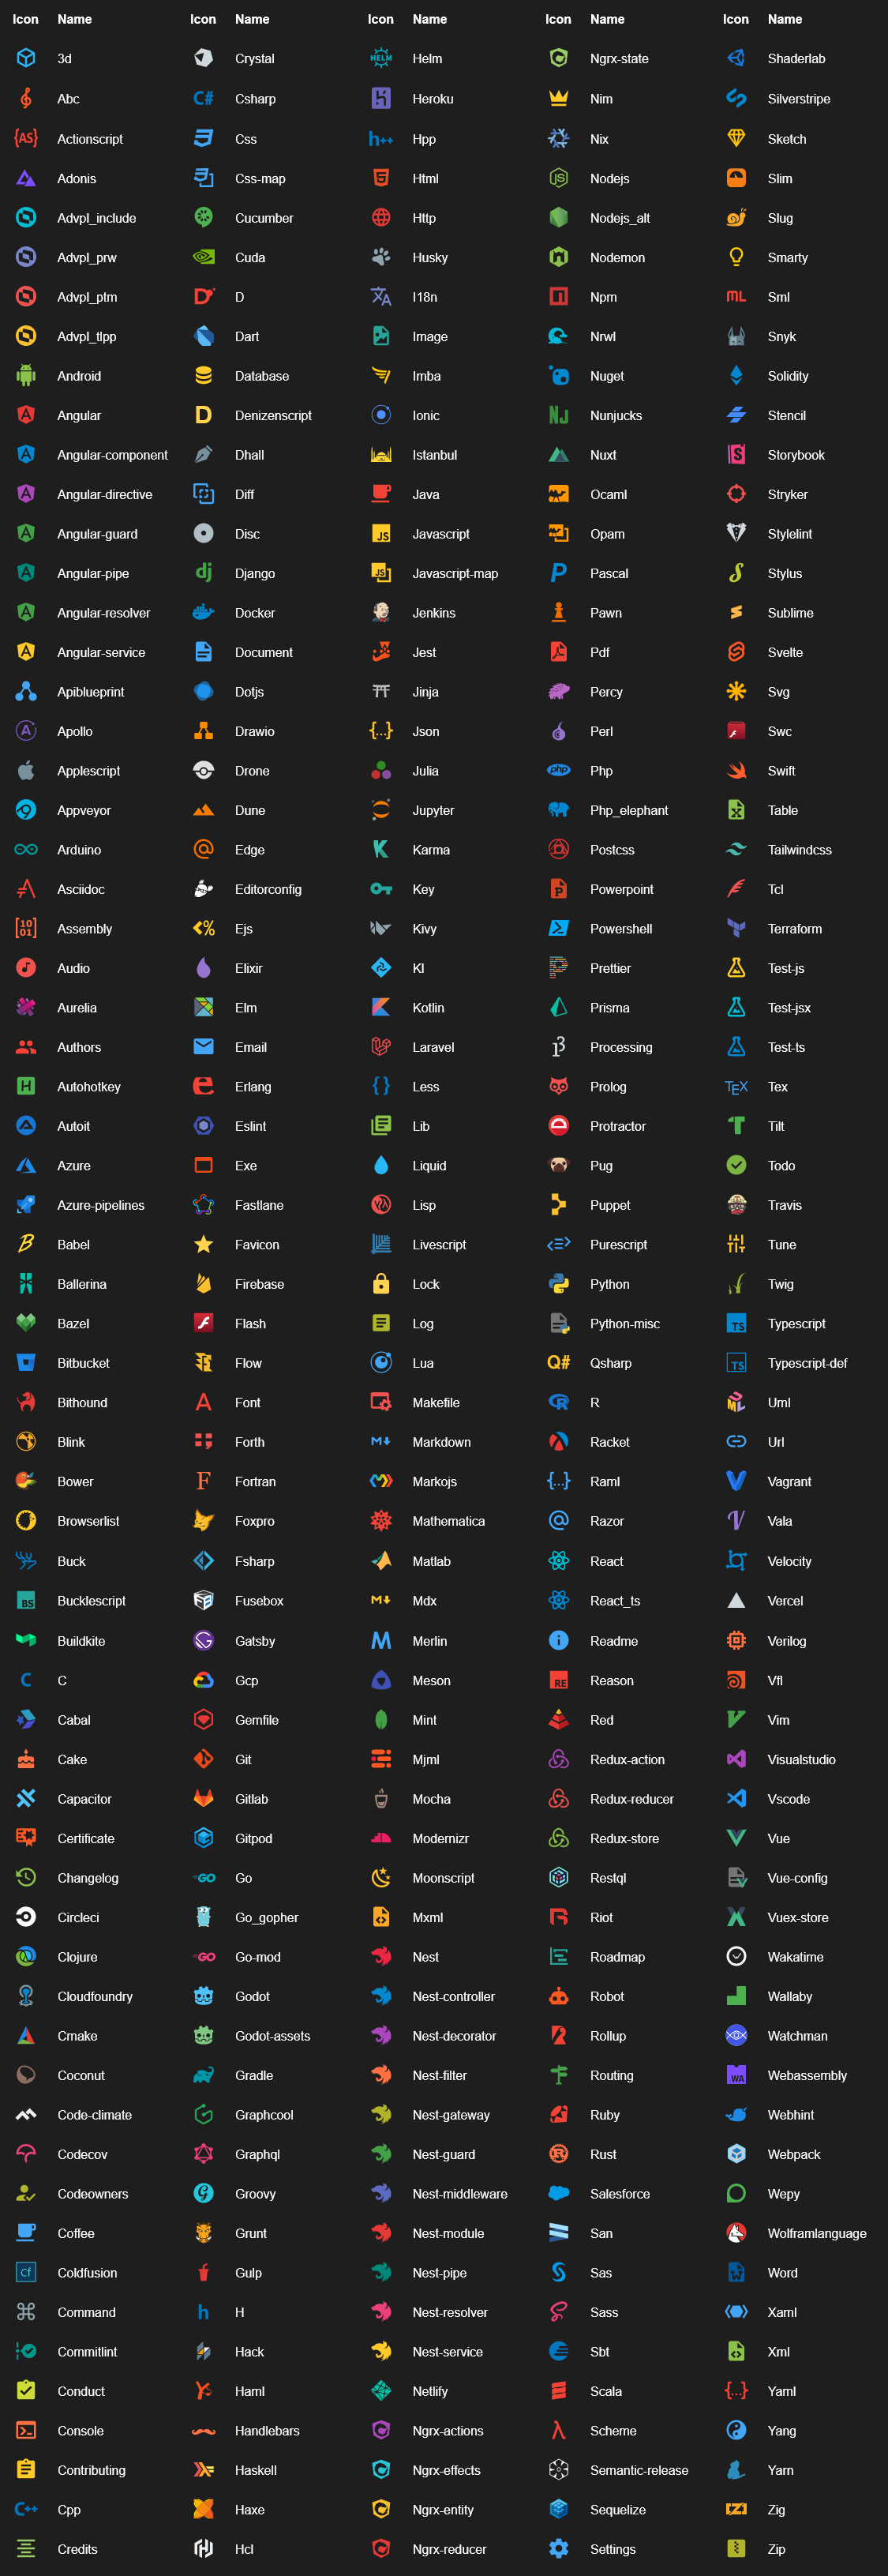 Icon Name Icon Name Icon Name Icon Name Icon Name
3d Crystal Helm Ngrx-state Shaderlab
Abc Csharp Heroku Nim Silverstripe
Actionscript Css Hpp Nix Sketch
Adonis Css-map Html Nodejs Slim
Advpl_include Cucumber Http Nodejs_alt Slug
Advpl_prw Cuda Husky Nodemon Smarty
Advpl_ptm D I18n Npm Sml
Advpl_tlpp Dart Image Nrwl Snyk
Android Database Imba Nuget Solidity
Angular Denizenscript Ionic Nunjucks Stencil
Angular-component Dhall Istanbul Nuxt Storybook
Angular-directive Diff Java Ocaml Stryker
Angular-guard Disc Javascript Opam Stylelint
Angular-pipe Django Javascript-map Pascal Stylus
Angular-resolver Docker Jenkins Pawn Sublime
Angular-service Document Jest Pdf Svelte
Apiblueprint Dotjs Jinja Percy Svg
Apollo Drawio Json Perl Swc
Applescript Drone Julia Php Swift
Appveyor Dune Jupyter Php_elephant Table
Arduino Edge Karma Postcss Tailwindcss
Asciidoc Editorconfig Key Powerpoint Tcl
Assembly Ejs Kivy Powershell Terraform
Audio Elixir Kl Prettier Test-js
Aurelia Elm Kotlin Prisma Test-jsx
Authors Email Laravel Processing Test-ts
Autohotkey Erlang Less Prolog Tex
Autoit Eslint Lib Protractor Tilt
Azure Exe Liquid Pug Todo
Azure-pipelines Fastlane Lisp Puppet Travis
Babel Favicon Livescript Purescript Tune
Ballerina Firebase Lock Python Twig
Bazel Flash Log Python-misc Typescript
Bitbucket Flow Lua Qsharp Typescript-def
Bithound Font Makefile R Uml
Blink Forth Markdown Racket Url
Bower Fortran Markojs Raml Vagrant
Browserlist Foxpro Mathematica Razor Vala
Buck Fsharp Matlab React Velocity
Bucklescript Fusebox Mdx React_ts Vercel
Buildkite Gatsby Merlin Readme Verilog
C Gcp Meson Reason Vfl
Cabal Gemfile Mint Red Vim
Cake Git Mjml Redux-action Visualstudio
Capacitor Gitlab Mocha Redux-reducer Vscode
Certificate Gitpod Modernizr Redux-store Vue
Changelog Go Moonscript Restql Vue-config
Circleci Go_gopher Mxml Riot Vuex-store
Clojure Go-mod Nest Roadmap Wakatime
Cloudfoundry Godot Nest-controller Robot Wallaby
Cmake Godot-assets Nest-decorator Rollup Watchman
Coconut Gradle Nest-filter Routing Webassembly
Code-climate Graphcool Nest-gateway Ruby Webhint
Codecov Graphql Nest-guard Rust Webpack
Codeowners Groovy Nest-middleware Salesforce Wepy
Coffee Grunt Nest-module San Wolframlanguage
Coldfusion Gulp Nest-pipe Sas Word
Command H Nest-resolver Sass Xaml
Commitlint Hack Nest-service Sbt Xml
Conduct Haml Netlify Scala Yaml
Console Handlebars Ngrx-actions Scheme Yang
Contributing Haskell Ngrx-effects Semantic-release Yarn
Cpp Haxe Ngrx-entity Sequelize Zig
Credits Hcl Ngrx-reducer Settings Zip